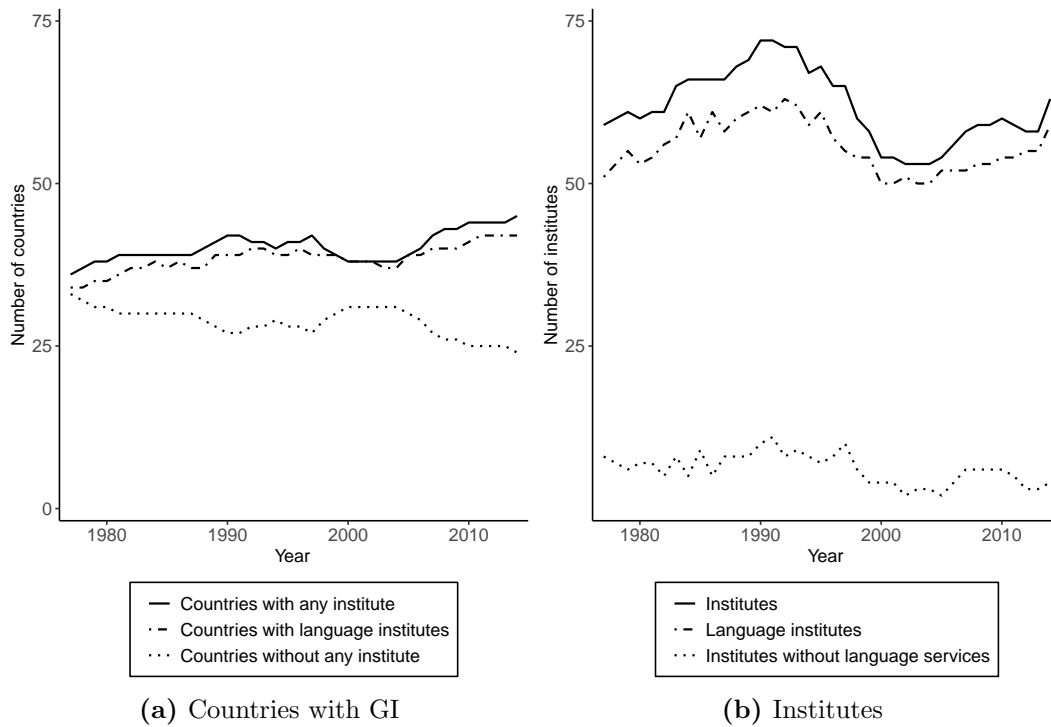 75
50
25
0
Number of countries
1980 1990 2000 2010
Year
Countries with any institute
Countries with language institutes
Countries without any institute
(a) Countries with GI
75
50
25
0
Number of institutes
1980 1990 2000 2010
Year
Institutes
Language institutes
Institutes without language services
(b) Institutes